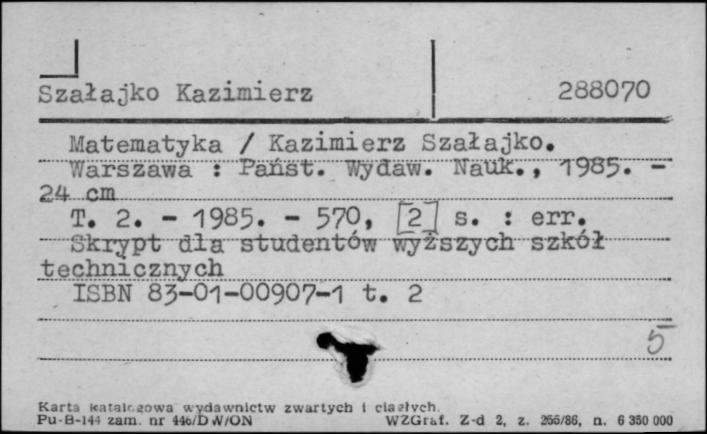 Szałajko Kazimierz 288070
Matematyka / Kazimierz Szałajko.
Warszawa : Państ. Wydaw. Nauk., 1985. -
24 cm
T. 2. - 1985. - 570, [2] s. : err.
Skrypt dla studentów wyższych szkół
technicznych
ISBN 83-01-00907-1 t. 2
5
Karta katalogowa wydawnictw zwartych i ciągłych.
Pu-B-144 zam. nr 446/DW/ON WZGraf. Z-d 2, z. 266/86, n. 6 350 000